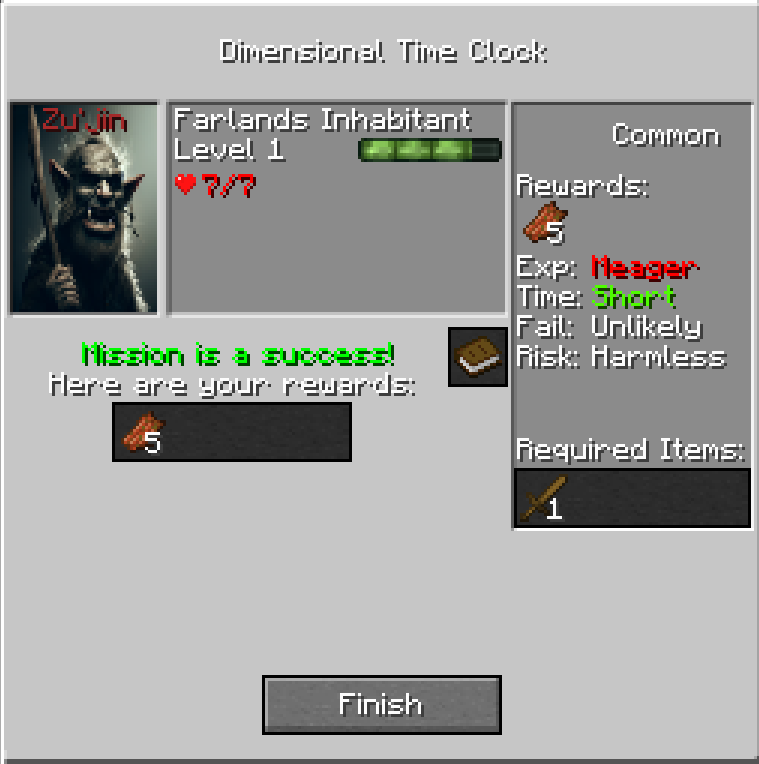 Dimensional Time Clock
Zu'jin
Farlands Inhabitant
Level 1
7/7
Mission is a success!
Here are your rewards:
5
Common
Rewards:
5
Exp: Meager
Time: Short
Fail: Unlikely
Risk: Harmless
Required Items:
1
Finish